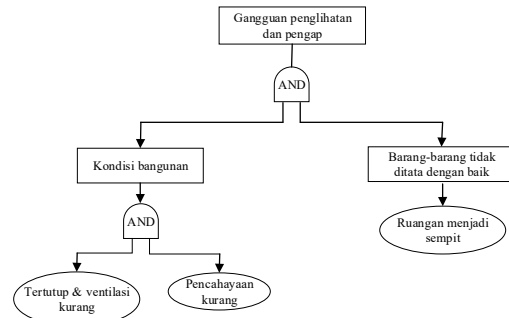 Gangguan penglihatan
dan pengap
AND
Kondisi bangunan
Barang-barang tidak
ditata dengan baik
AND
Ruangan menjadi
sempit
Tertutup & ventilasi
kurang
Pencahayaan
kurang